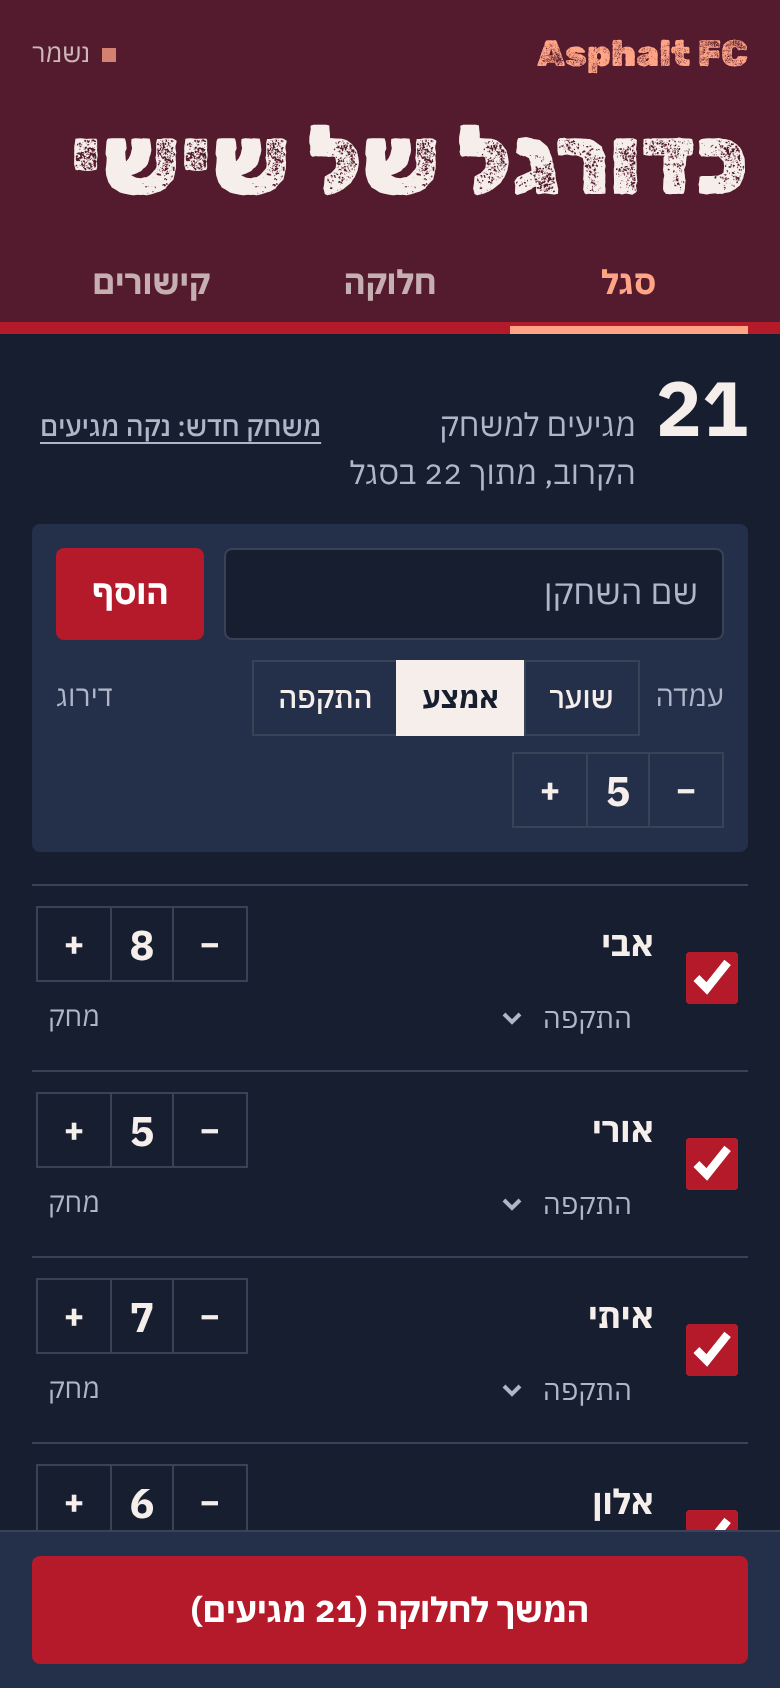 Asphalt FC
נשמר
כדורגל של שישי
סגל
חלוקה
קישורים
21 מגיעים למשחק
הקרוב, מתוך 22 בסגל
משחק חדש: נקה מגיעים
שם השחקן
הוסף
עמדה
שוער
אמצע
התקפה
דירוג
− 5 +
אבי
− 8 +
התקפה
מחק
אורי
− 5 +
התקפה
מחק
איתי
− 7 +
התקפה
מחק
אלון
− 6 +
המשך לחלוקה (21 מגיעים)